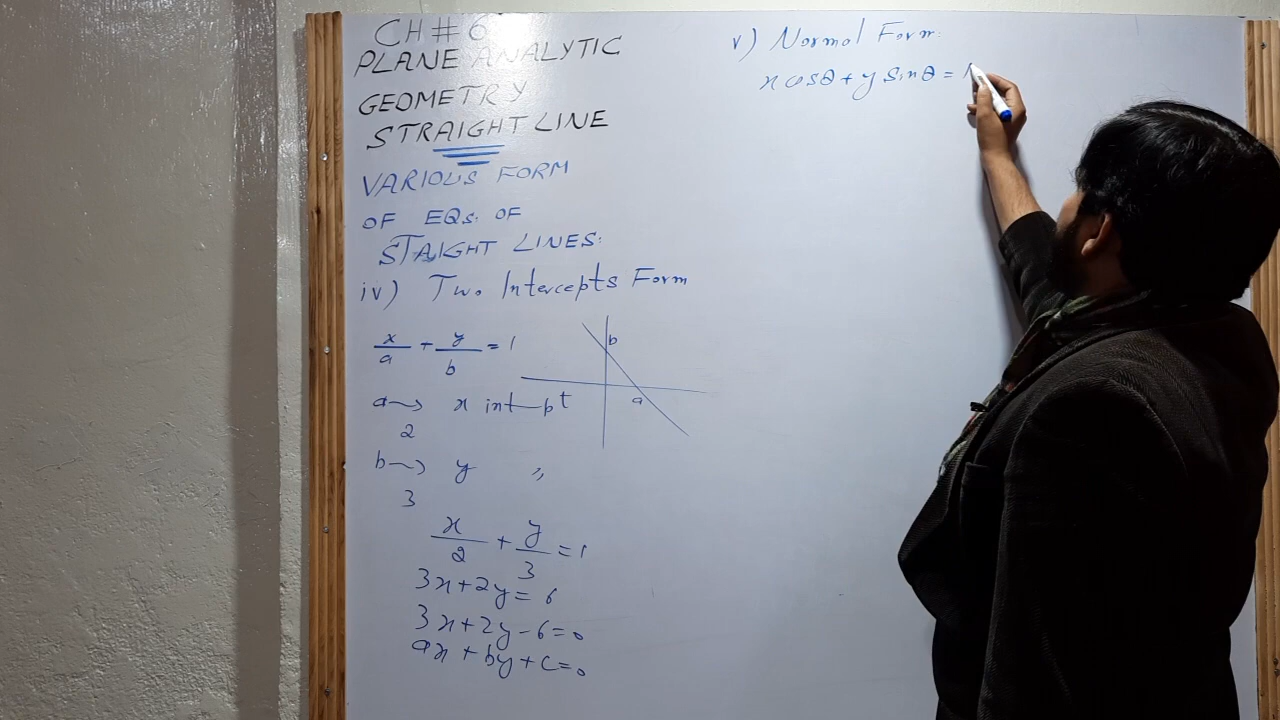 CH # 6
PLANE ANALYTIC
GEOMETRY
STRAIGHT LINE
VARIOUS FORM
OF EQs. OF
STAIGHT LINES:
iv) Two Intercepts Form
x/a + y/b = 1
b
a
a → x int—pt
2
b → y 〃
3
x/2 + y/3 = 1
3x+2y = 6
3x+2y-6=0
ax+by+c=0
v) Normal Form:
x cosθ + y sinθ =